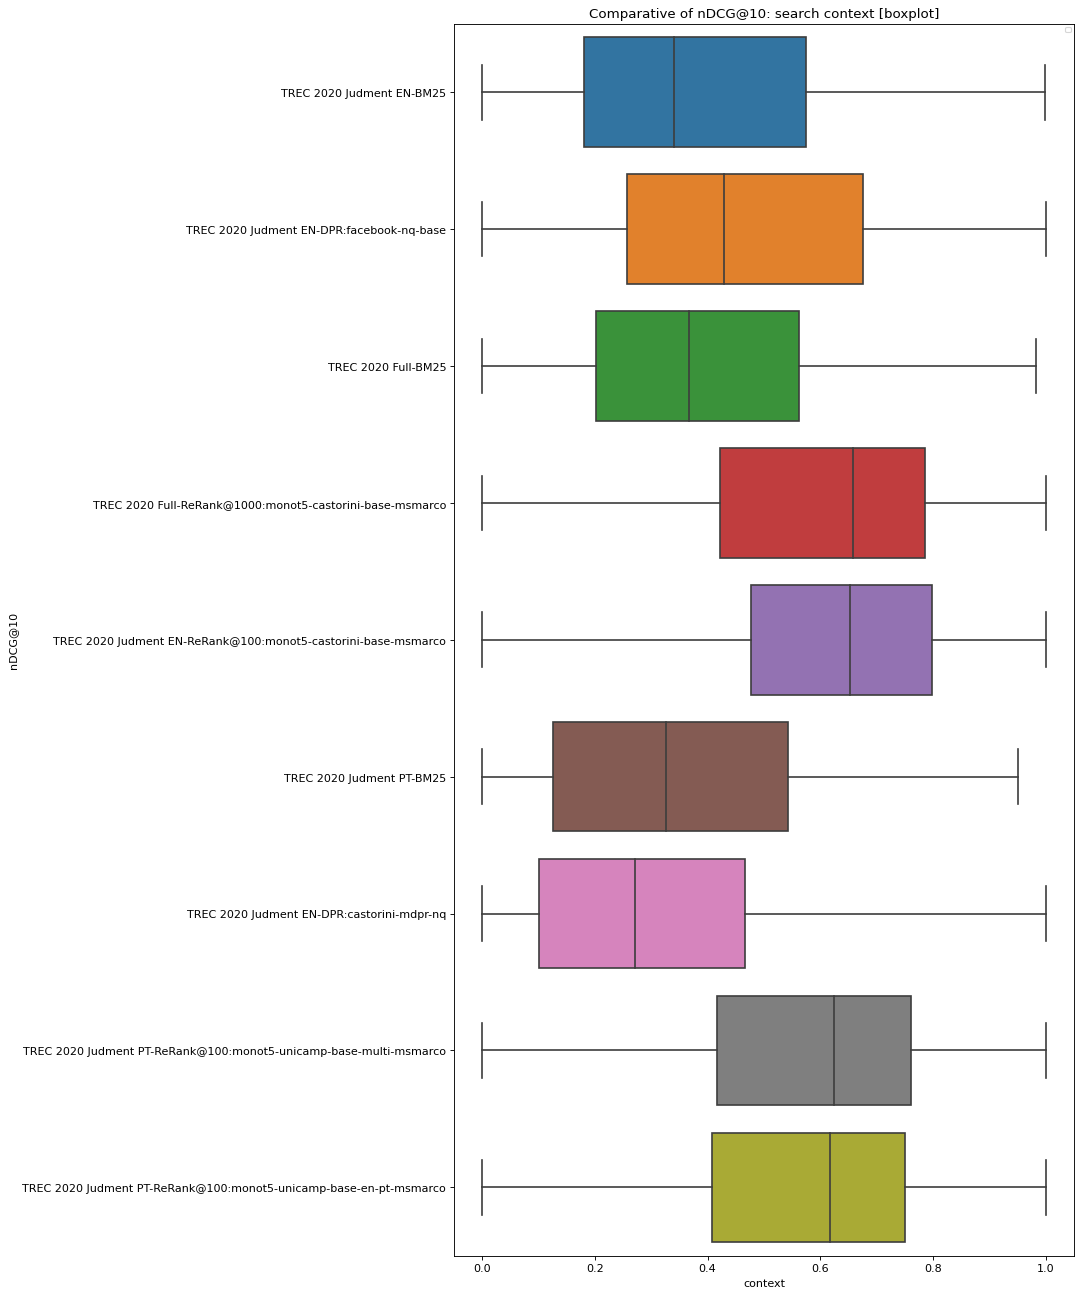 Comparative of nDCG@10: search context [boxplot]
TREC 2020 Judment EN-BM25
TREC 2020 Judment EN-DPR:facebook-nq-base
TREC 2020 Full-BM25
TREC 2020 Full-ReRank@1000:monot5-castorini-base-msmarco
TREC 2020 Judment EN-ReRank@100:monot5-castorini-base-msmarco
TREC 2020 Judment PT-BM25
TREC 2020 Judment EN-DPR:castorini-mdpr-nq
TREC 2020 Judment PT-ReRank@100:monot5-unicamp-base-multi-msmarco
TREC 2020 Judment PT-ReRank@100:monot5-unicamp-base-en-pt-msmarco
nDCG@10
0.0 0.2 0.4 0.6 0.8 1.0
context